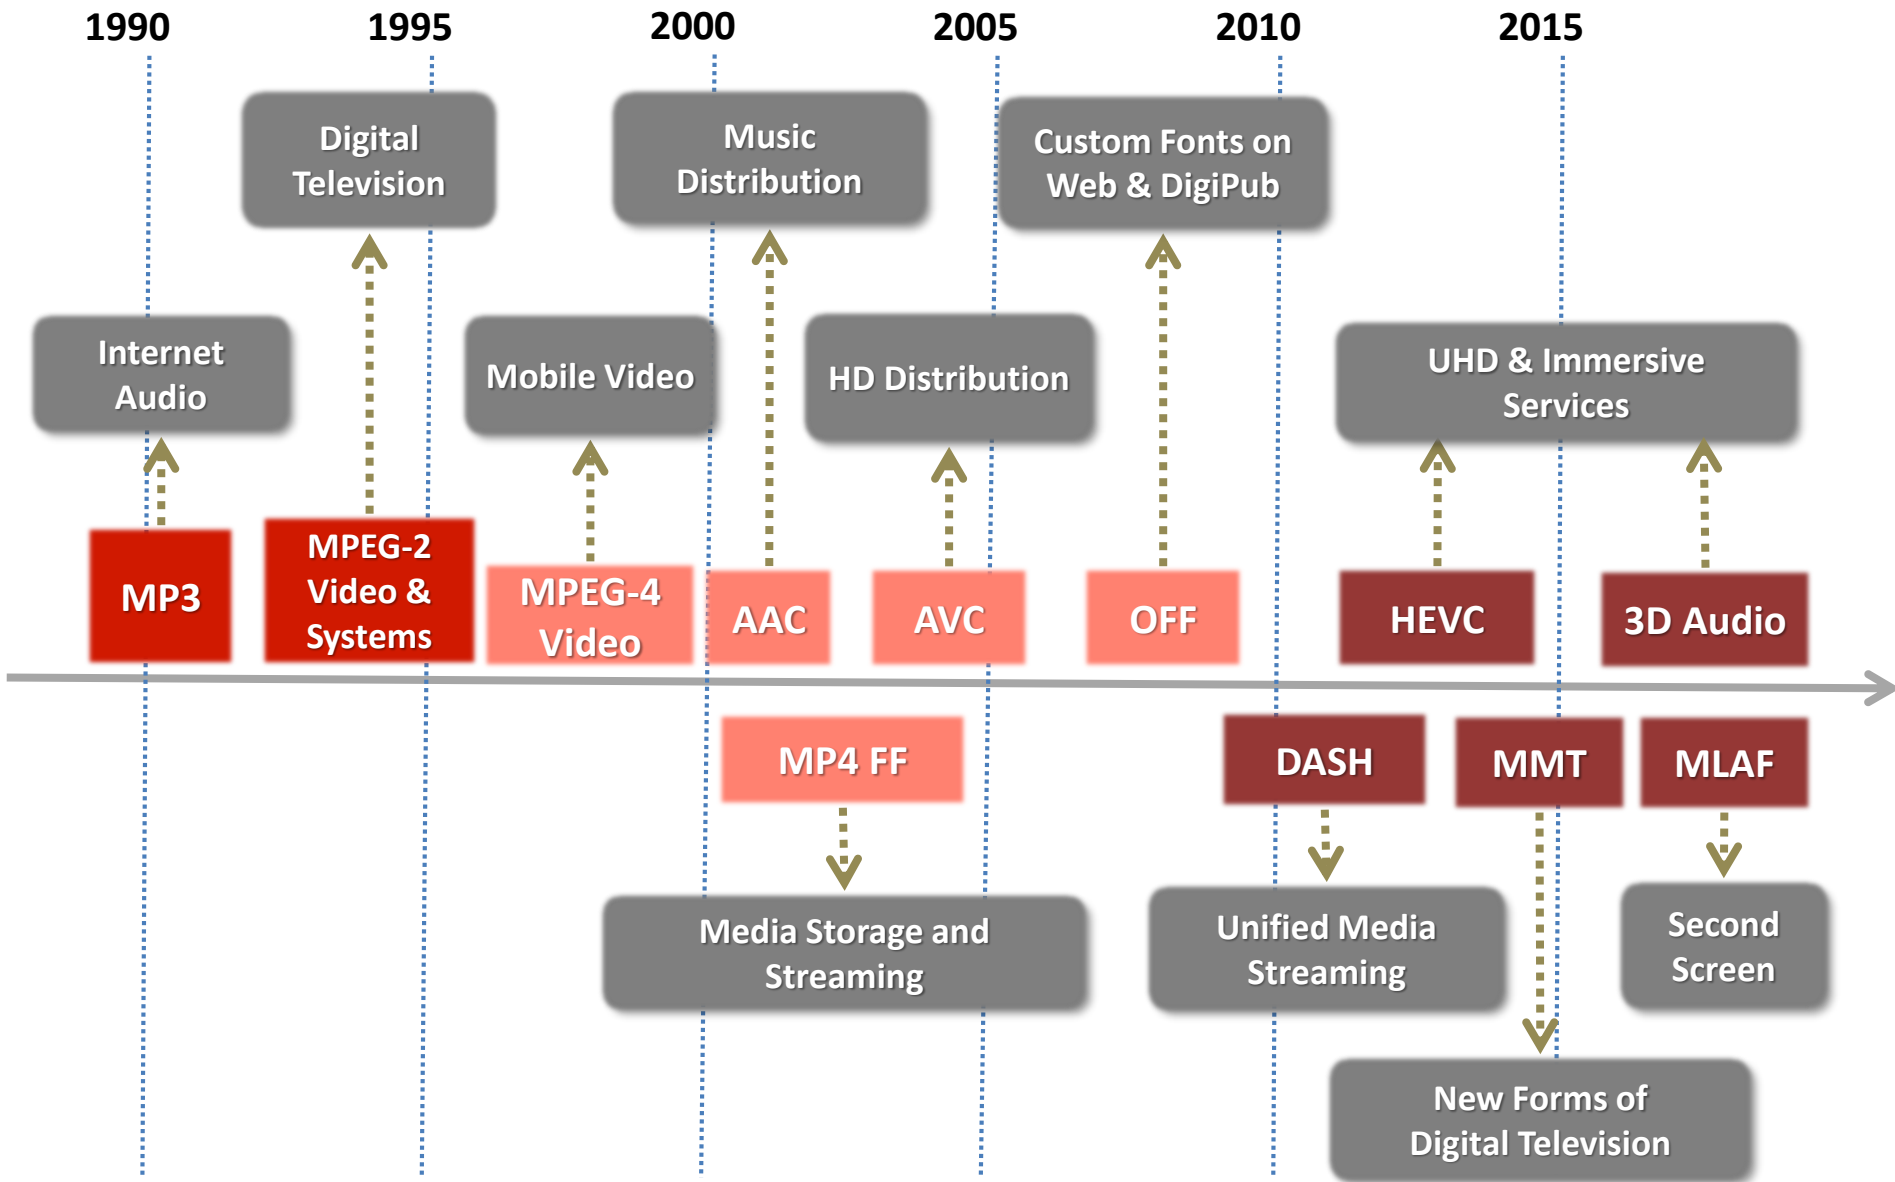 1990
1995
2000
2005
2010
2015
Digital
Television
Music
Distribution
Custom Fonts on
Web & DigiPub
Internet
Audio
Mobile Video
HD Distribution
UHD & Immersive
Services
MP3
MPEG-2
Video &
Systems
MPEG-4
Video
AAC
AVC
OFF
HEVC
3D Audio
MP4 FF
DASH
MMT
MLAF
Media Storage and
Streaming
Unified Media
Streaming
Second
Screen
New Forms of
Digital Television